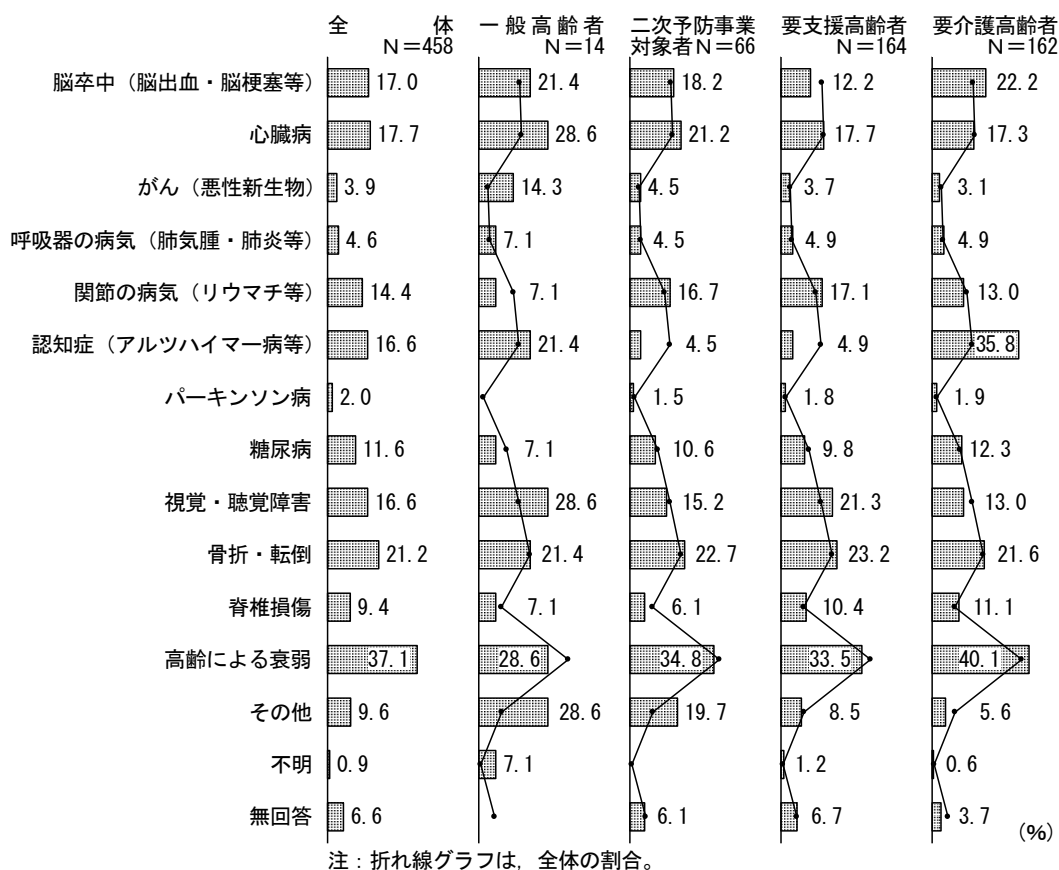 全　体 一般高齢者 二次予防事業 要支援高齢者 要介護高齢者
Ｎ＝458 Ｎ＝14 対象者Ｎ＝66 Ｎ＝164 Ｎ＝162
脳卒中（脳出血・脳梗塞等） 17.0 21.4 18.2 12.2 22.2
心臓病 17.7 28.6 21.2 17.7 17.3
がん（悪性新生物） 3.9 14.3 4.5 3.7 3.1
呼吸器の病気（肺気腫・肺炎等） 4.6 7.1 4.5 4.9 4.9
関節の病気（リウマチ等） 14.4 7.1 16.7 17.1 13.0
認知症（アルツハイマー病等） 16.6 21.4 4.5 4.9 35.8
パーキンソン病 2.0 1.5 1.8 1.9
糖尿病 11.6 7.1 10.6 9.8 12.3
視覚・聴覚障害 16.6 28.6 15.2 21.3 13.0
骨折・転倒 21.2 21.4 22.7 23.2 21.6
脊椎損傷 9.4 7.1 6.1 10.4 11.1
高齢による衰弱 37.1 28.6 34.8 33.5 40.1
その他 9.6 28.6 19.7 8.5 5.6
不明 0.9 7.1 1.2 0.6
無回答 6.6 6.1 6.7 3.7
(%)
注：折れ線グラフは，全体の割合。